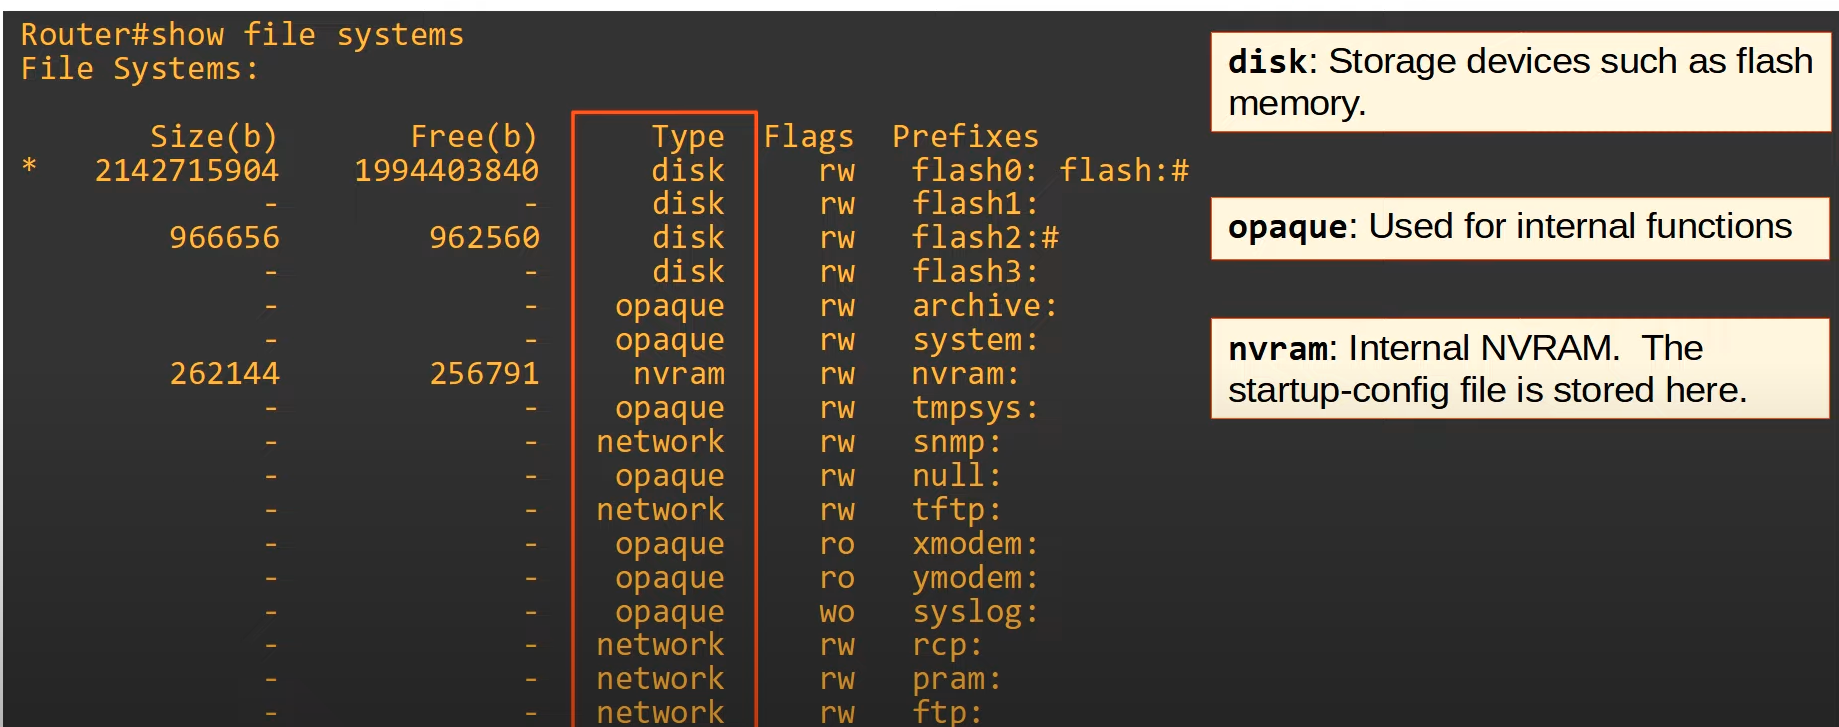 Router#show file systems
File Systems:
Size(b) Free(b) Type Flags Prefixes
* 2142715904 1994403840 disk rw flash0: flash:#
- - disk rw flash1:
966656 962560 disk rw flash2:#
- - disk rw flash3:
- - opaque rw archive:
- - opaque rw system:
262144 256791 nvram rw nvram:
- - opaque rw tmpsys:
- - network rw snmp:
- - opaque rw null:
- - network rw tftp:
- - opaque ro xmodem:
- - opaque ro ymodem:
- - opaque wo syslog:
- - network rw rcp:
- - network rw pram:
- - network rw ftp:
disk: Storage devices such as flash
memory.
opaque: Used for internal functions
nvram: Internal NVRAM. The
startup-config file is stored here.